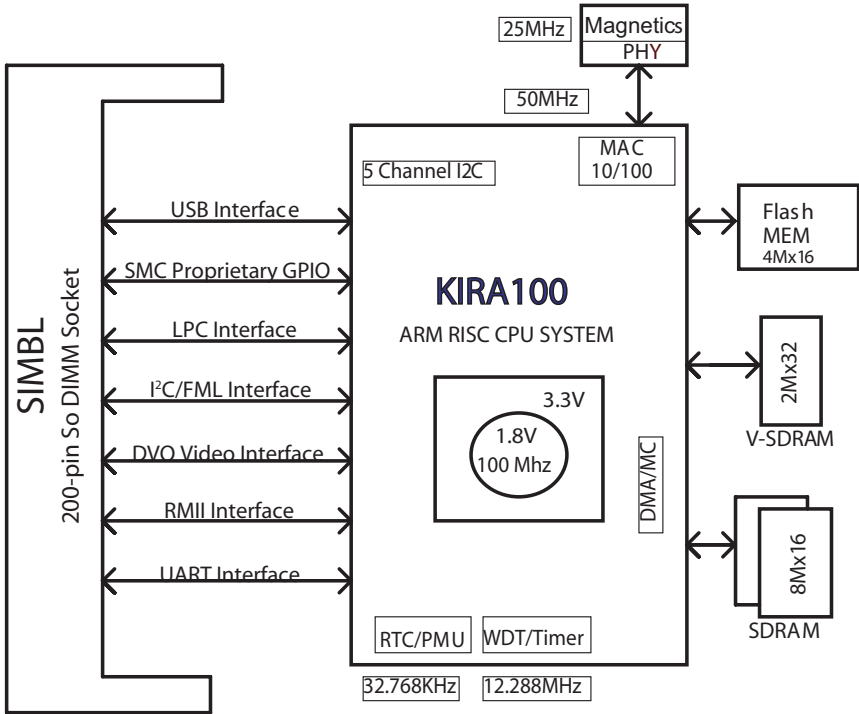 25MHz
Magnetics
PHY
50MHz
MAC
10/100
5 Channel I2C
USB Interface
Flash
MEM
4Mx16
SMC Proprietary GPIO
KIRA100
LPC Interface
ARM RISC CPU SYSTEM
SIMBL
200-pin So DIMM Socket
I²C/FML Interface
3.3V
1.8V
100 Mhz
2Mx32
V-SDRAM
DVO Video Interface
DMA/MC
RMII Interface
UART Interface
8Mx16
SDRAM
RTC/PMU
WDT/Timer
32.768KHz
12.288MHz